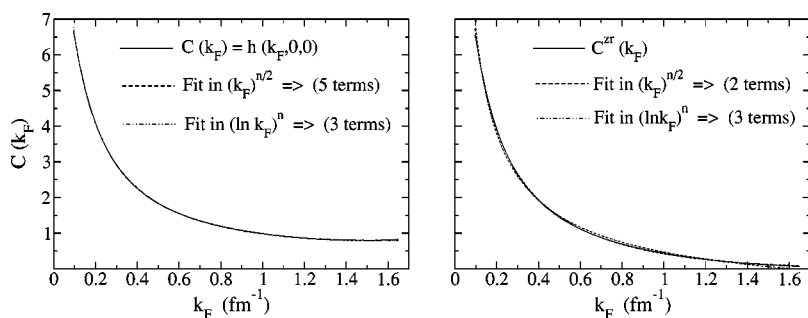 7
6
5
4
3
2
1
0
C (k_F)
C (k_F) = h (k_F,0,0)
Fit in (k_F)^{n/2} => (5 terms)
Fit in (ln k_F)^n => (3 terms)
0 0.2 0.4 0.6 0.8 1 1.2 1.4 1.6
k_F (fm^{-1})
C^{zr} (k_F)
Fit in (k_F)^{n/2} => (2 terms)
Fit in (lnk_F)^n => (3 terms)
0 0.2 0.4 0.6 0.8 1 1.2 1.4 1.6
k_F (fm^{-1})